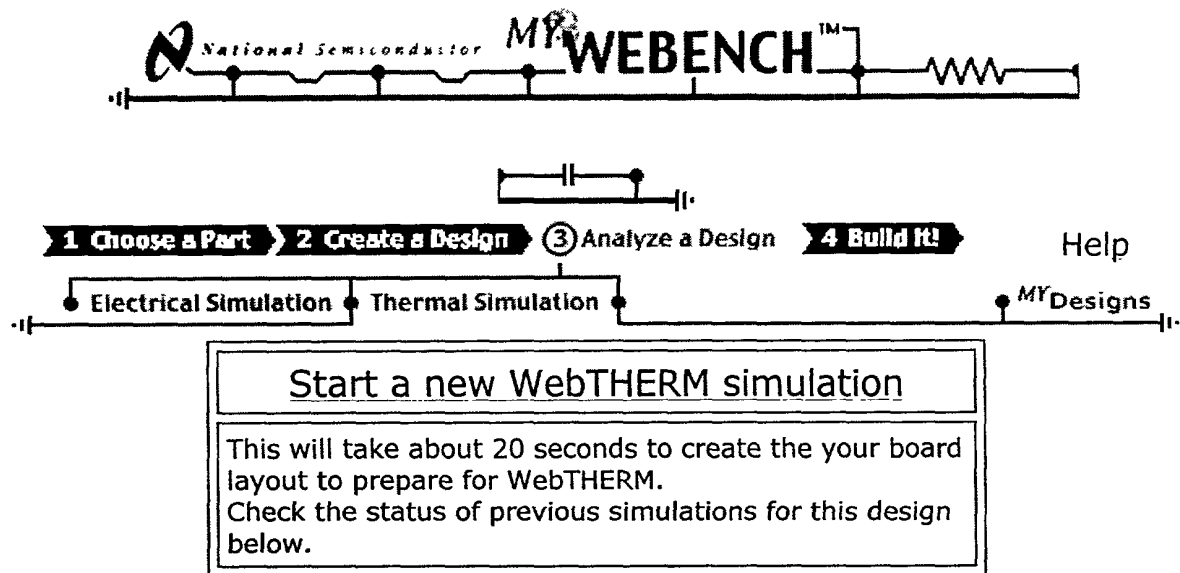 National Semiconductor MY WEBENCH™
1 Choose a Part 2 Create a Design 3 Analyze a Design 4 Build It! Help
Electrical Simulation Thermal Simulation MY Designs
Start a new WebTHERM simulation
This will take about 20 seconds to create the your board
layout to prepare for WebTHERM.
Check the status of previous simulations for this design
below.